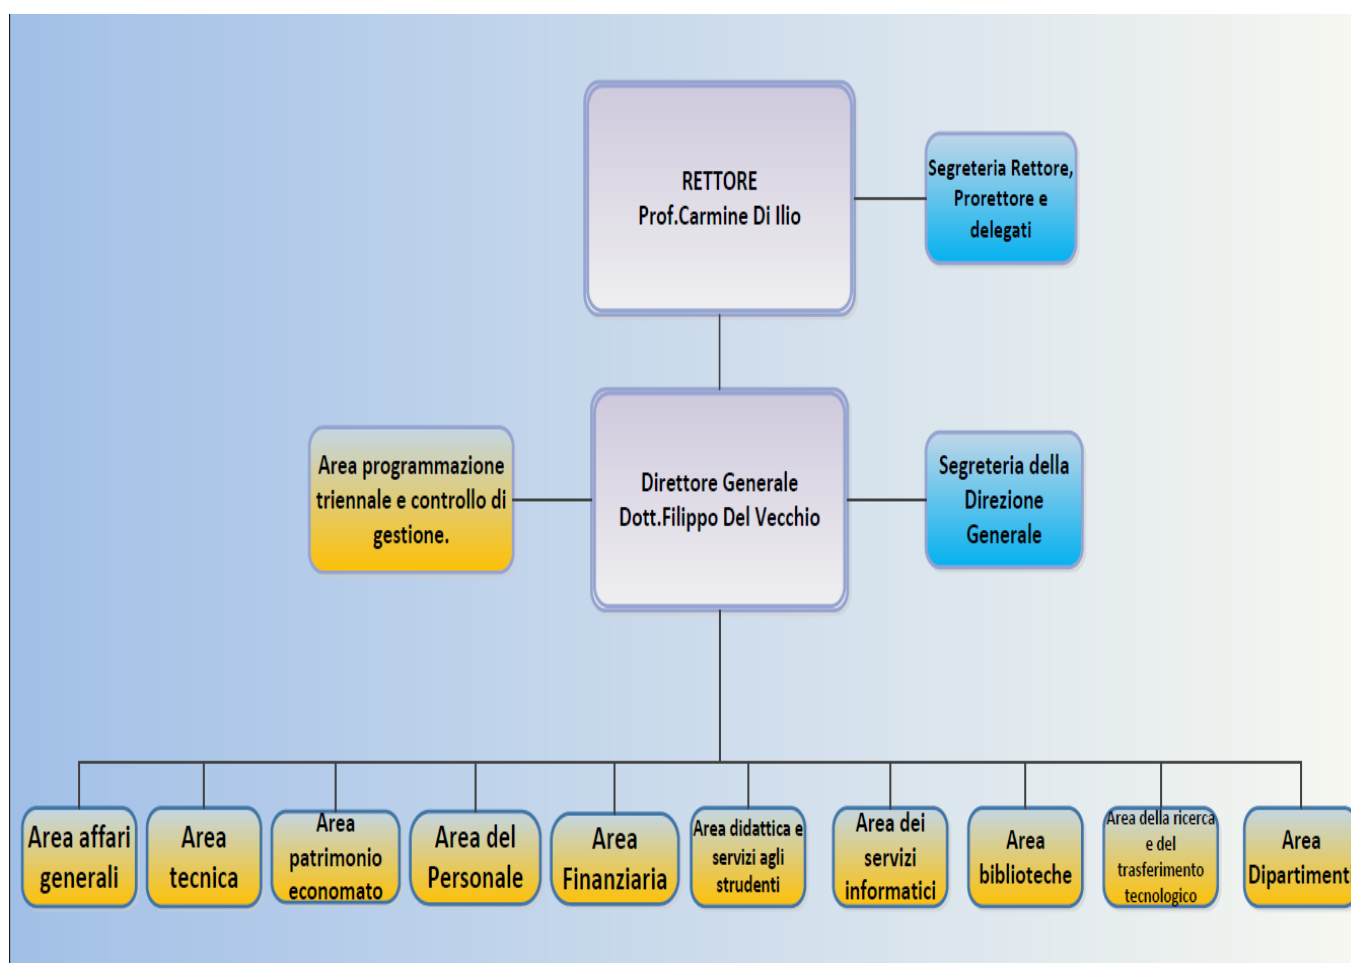 RETTORE
Prof.Carmine Di Ilio
Segreteria Rettore,
Prorettore e
delegati
Area programmazione
triennale e controllo di
gestione.
Direttore Generale
Dott.Filippo Del Vecchio
Segreteria della
Direzione
Generale
Area affari
generali
Area
tecnica
Area
patrimonio
economato
Area del
Personale
Area
Finanziaria
Area didattica e
servizi agli
strudenti
Area dei
servizi
informatici
Area
biblioteche
Area della ricerca
e del
trasferimento
tecnologico
Area
Dipartimenti